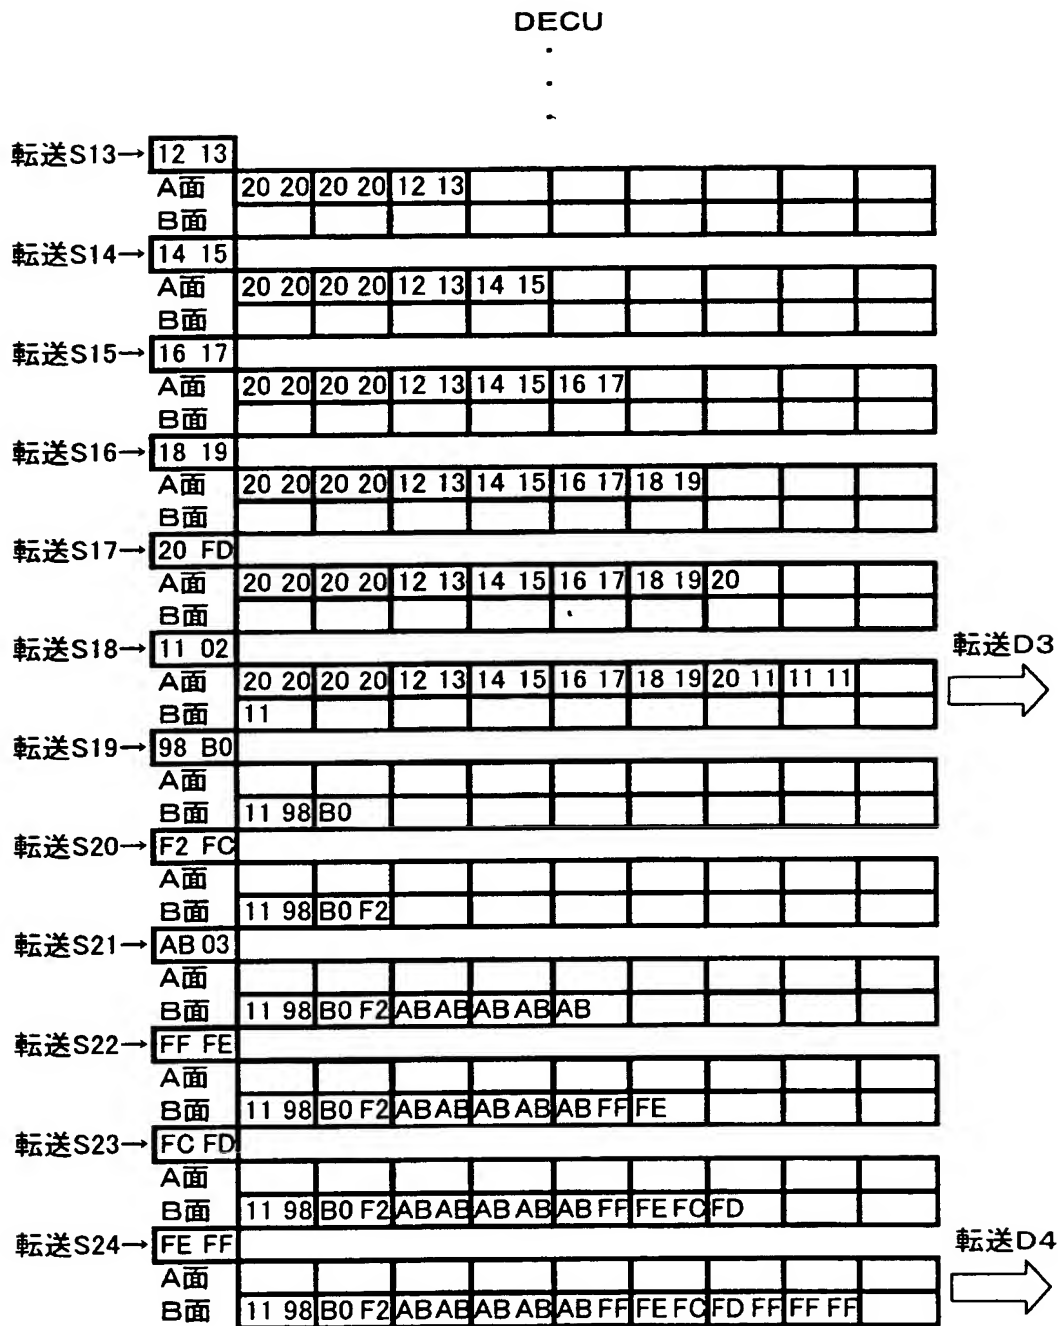 DECU
転送S13→ 12 13
A面 20 20 20 20 12 13
B面
転送S14→ 14 15
A面 20 20 20 20 12 13 14 15
B面
転送S15→ 16 17
A面 20 20 20 20 12 13 14 15 16 17
B面
転送S16→ 18 19
A面 20 20 20 20 12 13 14 15 16 17 18 19
B面
転送S17→ 20 FD
A面 20 20 20 20 12 13 14 15 16 17 18 19 20
B面
転送S18→ 11 02 転送D3
A面 20 20 20 20 12 13 14 15 16 17 18 19 20 11 11 11
B面 11
転送S19→ 98 B0
A面
B面 11 98 B0
転送S20→ F2 FC
A面
B面 11 98 B0 F2
転送S21→ AB 03
A面
B面 11 98 B0 F2 AB AB AB AB AB
転送S22→ FF FE
A面
B面 11 98 B0 F2 AB AB AB AB AB FF FE
転送S23→ FC FD
A面
B面 11 98 B0 F2 AB AB AB AB AB FF FE FC FD
転送S24→ FE FF 転送D4
A面
B面 11 98 B0 F2 AB AB AB AB AB FF FE FC FD FF FF FF